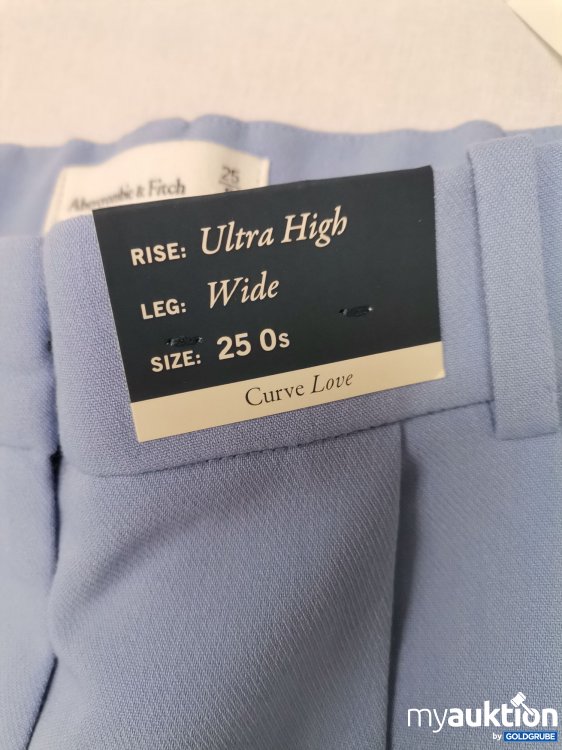 Abercrombie & Fitch
25
RISE: Ultra High
LEG: Wide
SIZE: 25 0s
Curve Love
myauktion
by GOLDGRUBE